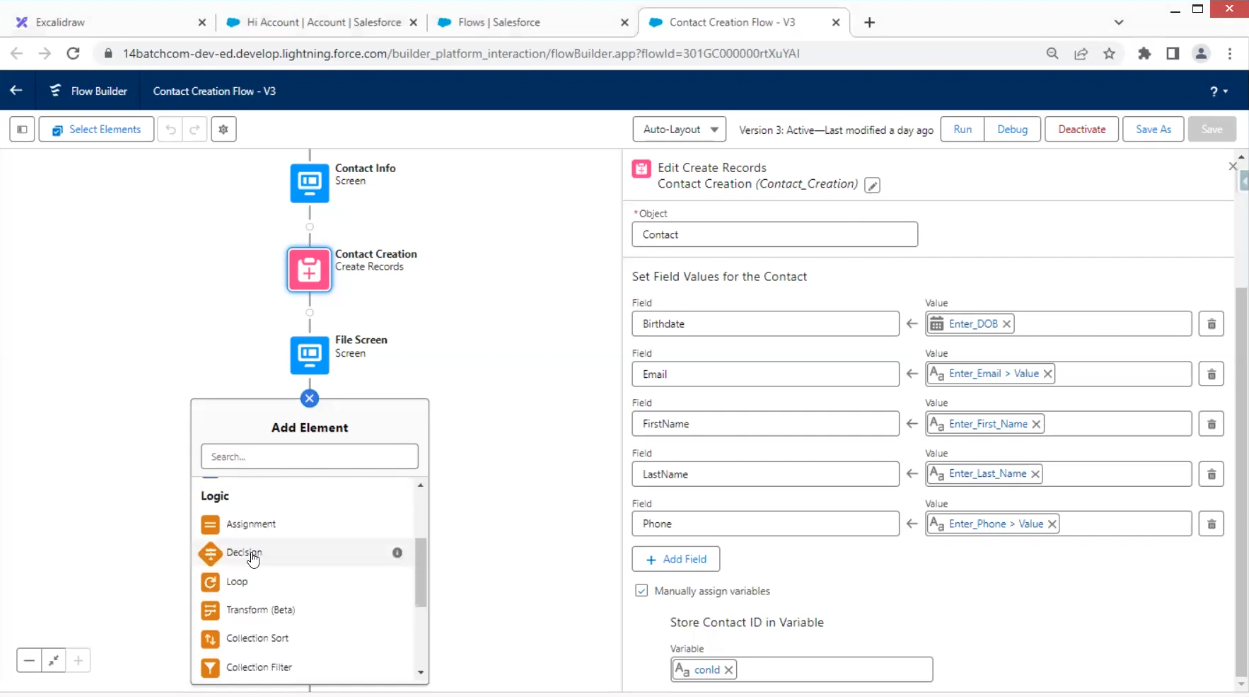 Excalidraw
Hi Account | Account | Salesforce
Flows | Salesforce
Contact Creation Flow - V3
14batchcom-dev-ed.develop.lightning.force.com/builder_platform_interaction/flowBuilder.app?flowId=301GC000000rtXuYAI
Flow Builder
Contact Creation Flow - V3
?
Select Elements
Auto-Layout
Version 3: Active—Last modified a day ago
Run
Debug
Deactivate
Save As
Save
Contact Info
Screen
Contact Creation
Create Records
File Screen
Screen
Add Element
Search...
Logic
Assignment
Decision
Loop
Transform (Beta)
Collection Sort
Collection Filter
Edit Create Records
Contact Creation (Contact_Creation)
*Object
Contact
Set Field Values for the Contact
Field
Value
Birthdate
Enter_DOB
Field
Value
Email
Aa Enter_Email > Value
Field
Value
FirstName
Aa Enter_First_Name
Field
Value
LastName
Aa Enter_Last_Name
Field
Value
Phone
Aa Enter_Phone > Value
+ Add Field
Manually assign variables
Store Contact ID in Variable
Variable
Aa conId